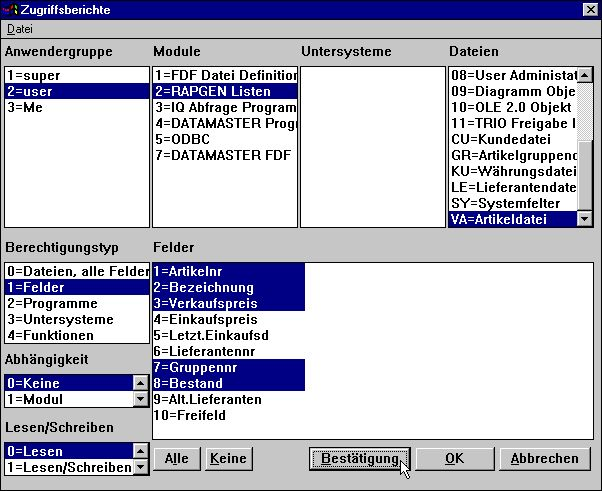 Zugriffsberichte
Datei
Anwendergruppe
1=super
2=user
3=Me
Module
1=FDF Datei Definition
2=RAPGEN Listen
3=IQ Abfrage Program
4=DATAMASTER Prog
5=ODBC
7=DATAMASTER FDF
Untersysteme
Dateien
08=User Administat
09=Diagramm Obje
10=OLE 2.0 Objekt
11=TRIO Freigabe I
CU=Kundedatei
GR=Artikelgruppend
KU=Währungsdatei
LE=Lieferantendate
SY=Systemfelter
VA=Artikeldatei
Berechtigungstyp
0=Dateien, alle Felder
1=Felder
2=Programme
3=Untersysteme
4=Funktionen
Abhängigkeit
0=Keine
1=Modul
Lesen/Schreiben
0=Lesen
1=Lesen/Schreiben
Felder
1=Artikelnr
2=Bezeichnung
3=Verkaufspreis
4=Einkaufspreis
5=Letzt.Einkaufsd
6=Lieferantennr
7=Gruppennr
8=Bestand
9=Alt.Lieferanten
10=Freifeld
Alle
Keine
Bestätigung
OK
Abbrechen